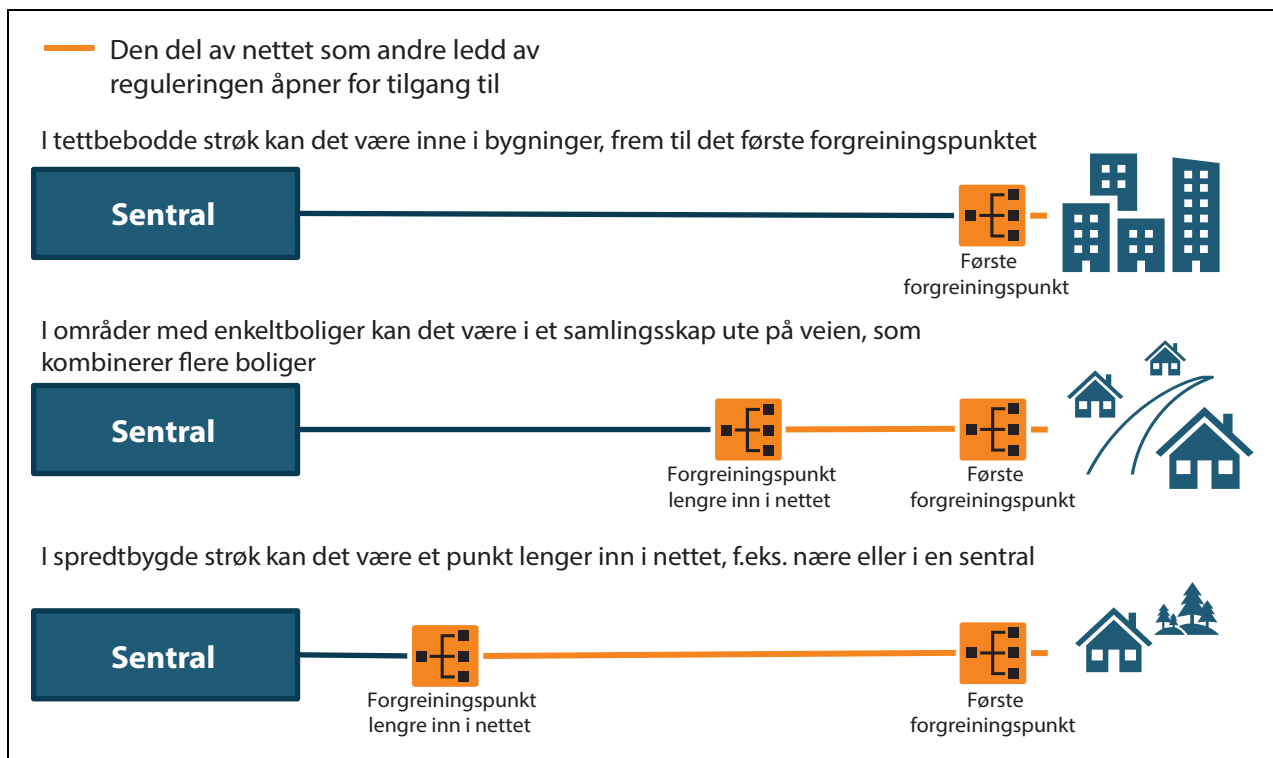 Den del av nettet som andre ledd av
reguleringen åpner for tilgang til
I tettbebodde strøk kan det være inne i bygninger, frem til det første forgreiningspunktet
Sentral
Første
forgreiningspunkt
I områder med enkeltboliger kan det være i et samlingsskap ute på veien, som
kombinerer flere boliger
Sentral
Forgreiningspunkt
lengre inn i nettet
Første
forgreiningspunkt
I spredtbygde strøk kan det være et punkt lenger inn i nettet, f.eks. nære eller i en sentral
Sentral
Forgreiningspunkt
lengre inn i nettet
Første
forgreiningspunkt